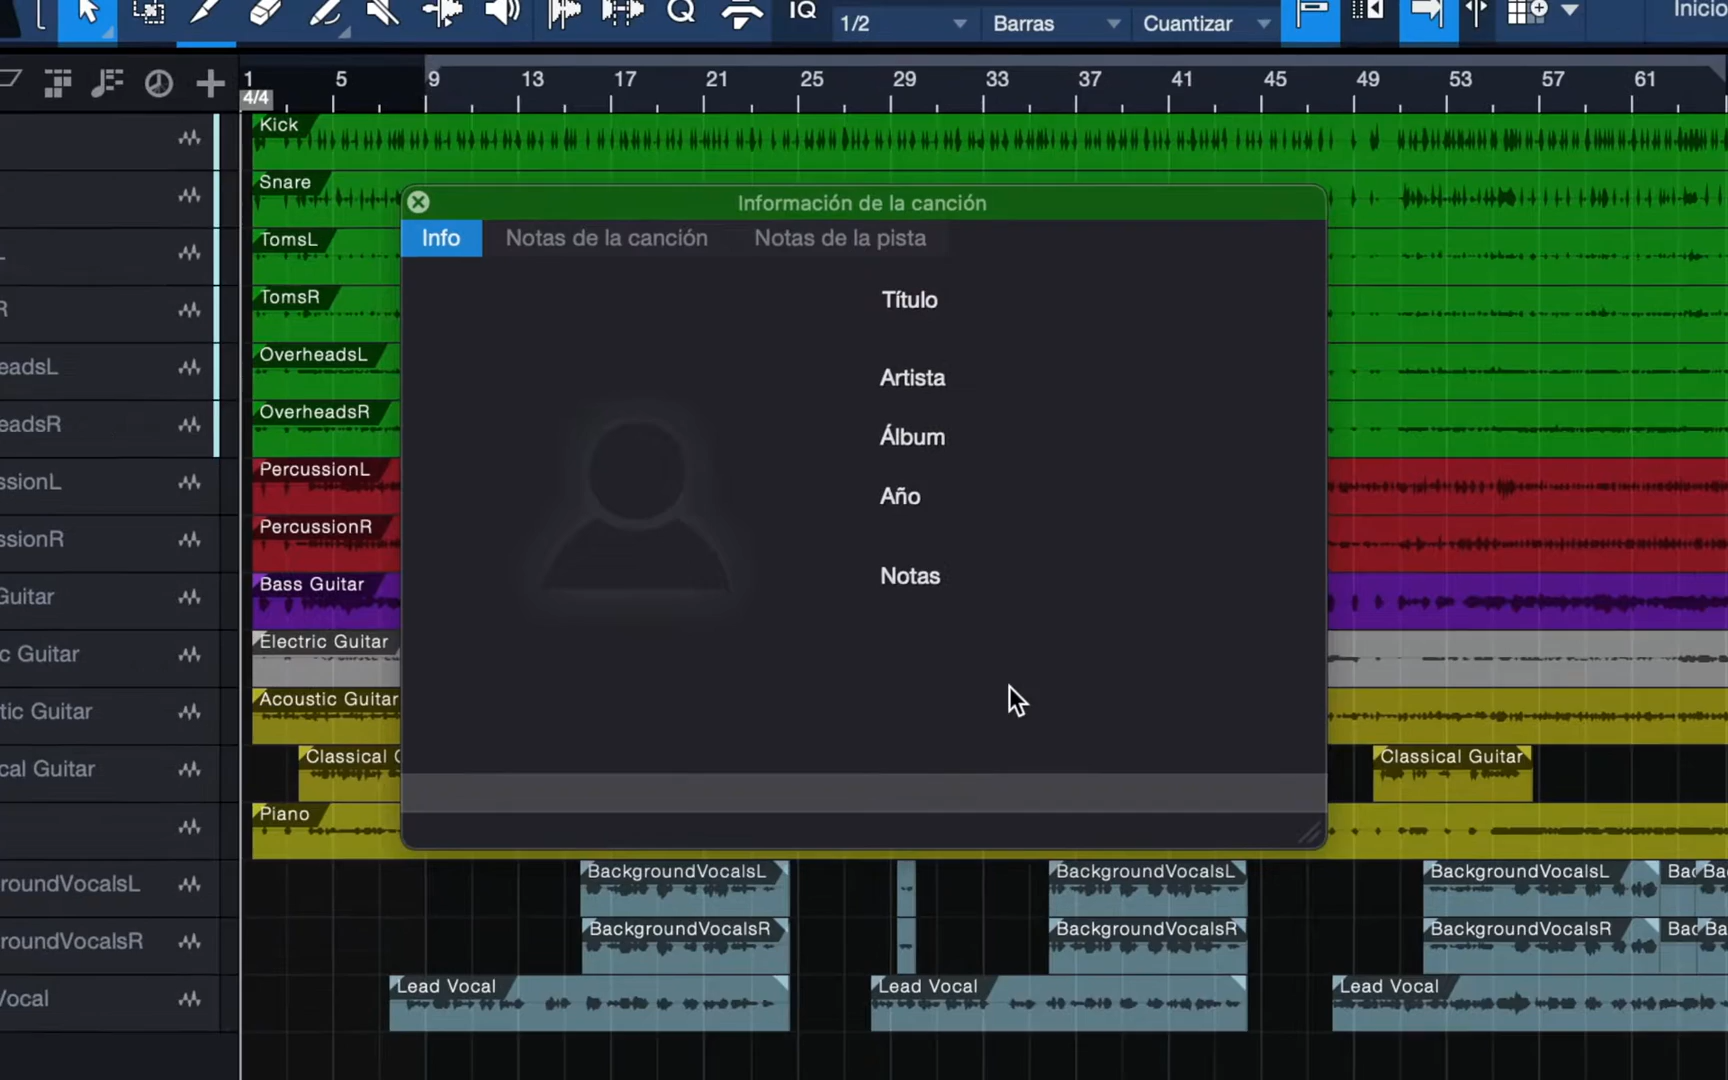 IQ
1/2
Barras
Cuantizar
Inicio
1 5 9 13 17 21 25 29 33 37 41 45 49 53 57 61
4/4
Kick
Snare
TomsL
TomsR
OverheadsL
OverheadsR
PercussionL
PercussionR
Bass Guitar
Electric Guitar
Acoustic Guitar
Classical G
Piano
L
R
eadsL
eadsR
ssionL
ssionR
Guitar
c Guitar
tic Guitar
cal Guitar
roundVocalsL
roundVocalsR
Vocal
Información de la canción
Info Notas de la canción Notas de la pista
Título
Artista
Álbum
Año
Notas
Classical Guitar
BackgroundVocalsL BackgroundVocalsL BackgroundVocalsL Bac Ba
BackgroundVocalsR BackgroundVocalsR BackgroundVocalsR Bac Ba
Lead Vocal Lead Vocal Lead Vocal